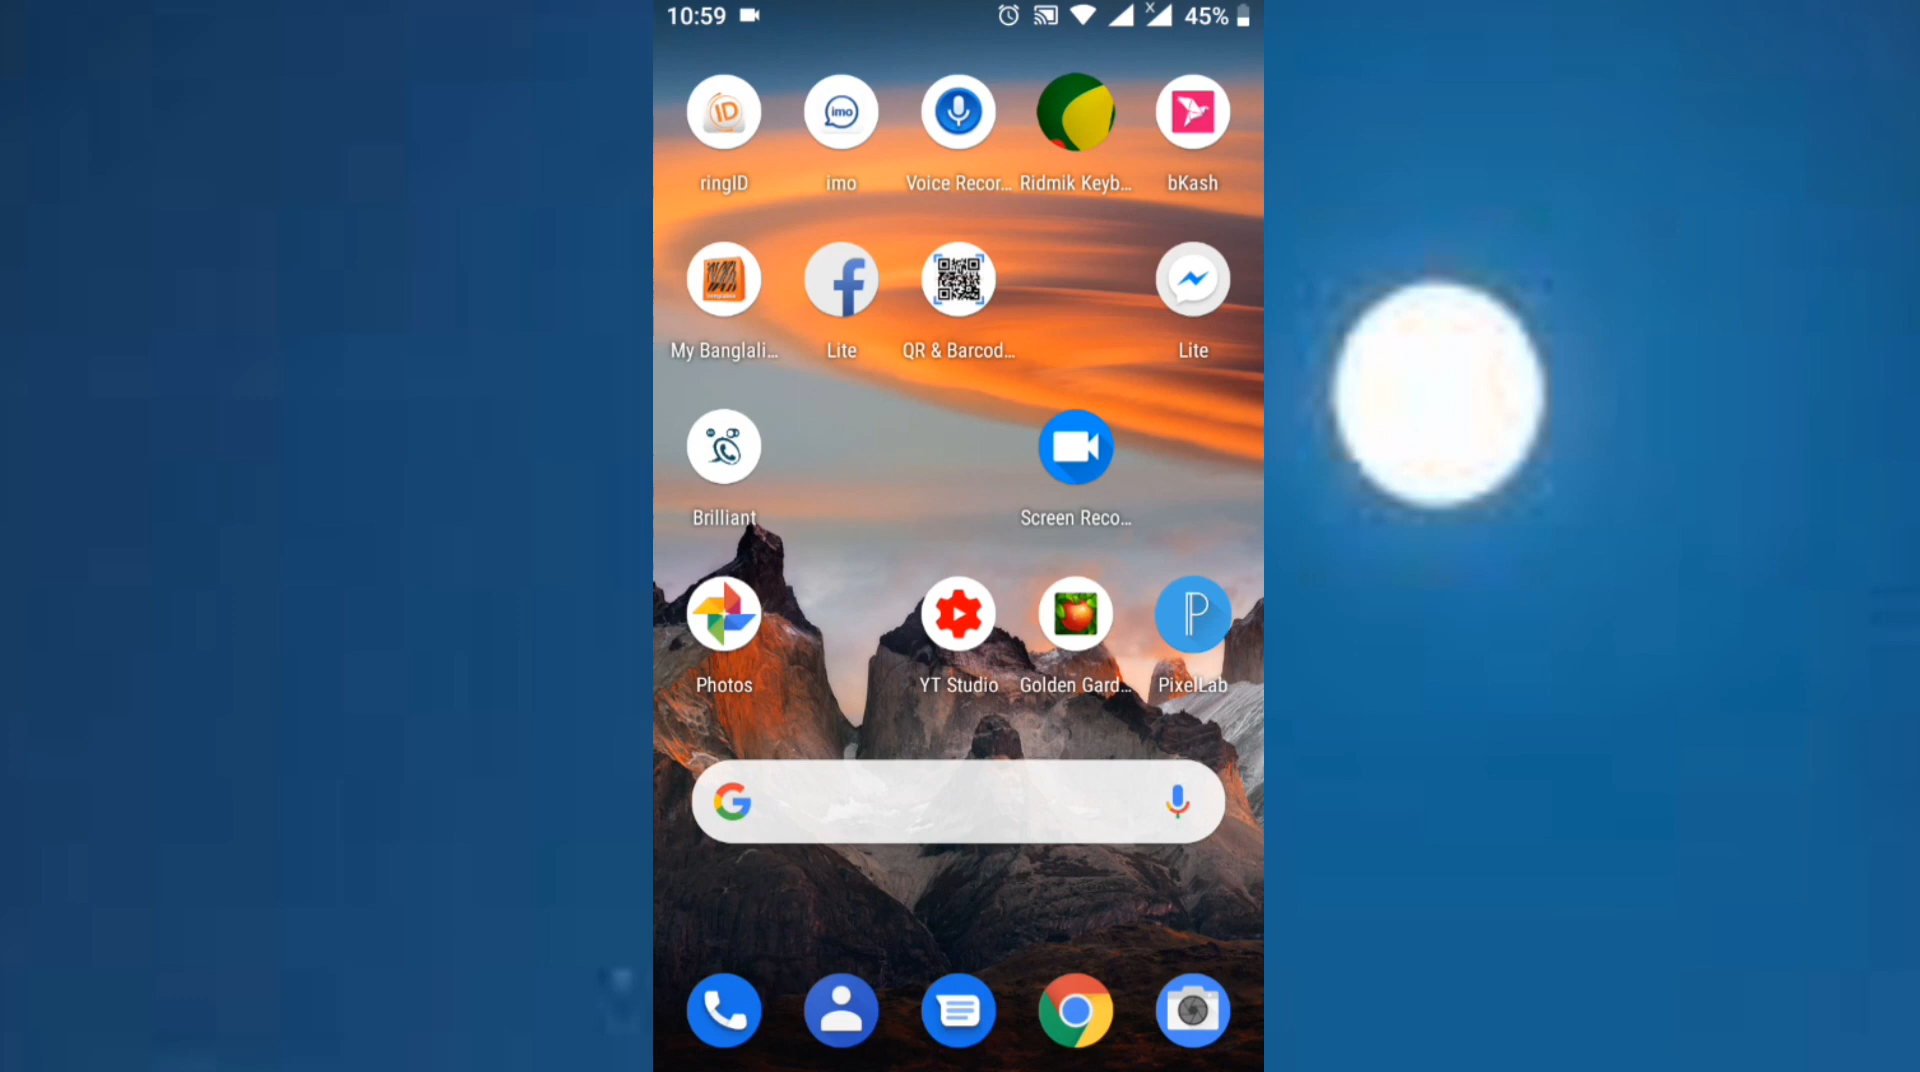 10:59 45%
ringID imo Voice Recor... Ridmik Keyb... bKash
My Banglali... Lite QR & Barcod... Lite
Brilliant Screen Reco...
Photos YT Studio Golden Gard... PixelLab